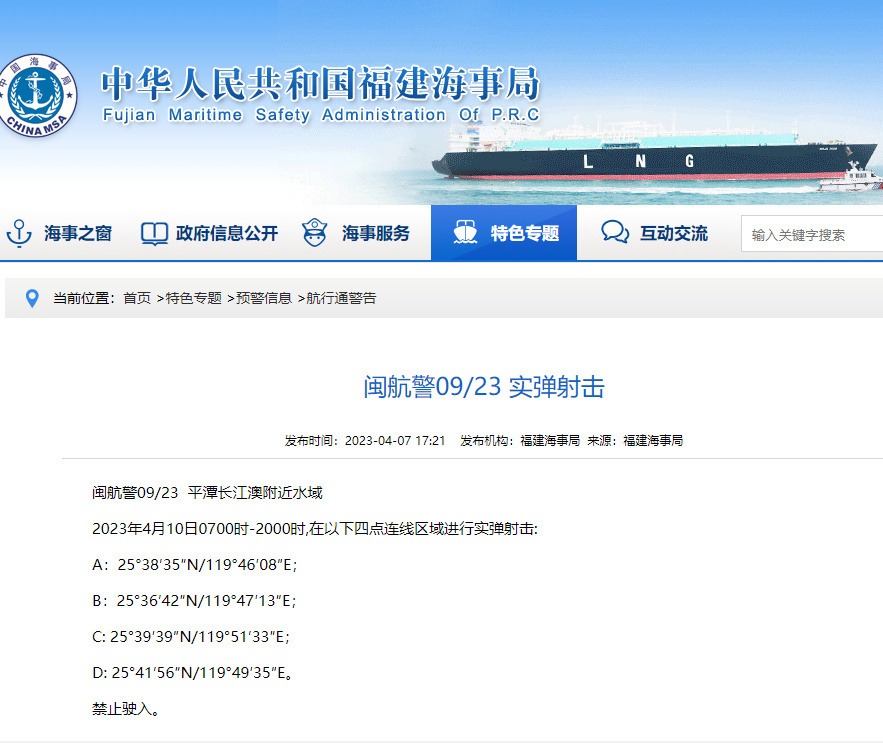 中国海事局
CHINA MSA
中华人民共和国福建海事局
Fujian Maritime Safety Administration Of P.R.C
L N G
海事之窗 政府信息公开 海事服务 特色专题 互动交流 输入关键字搜索
当前位置：首页 >特色专题 >预警信息 >航行通警告
闽航警09/23 实弹射击
发布时间：2023-04-07 17:21 发布机构：福建海事局 来源：福建海事局
闽航警09/23 平潭长江澳附近水域
2023年4月10日0700时-2000时,在以下四点连线区域进行实弹射击:
A：25°38′35″N/119°46′08″E；
B：25°36′42″N/119°47′13″E；
C: 25°39′39″N/119°51′33″E；
D: 25°41′56″N/119°49′35″E。
禁止驶入。